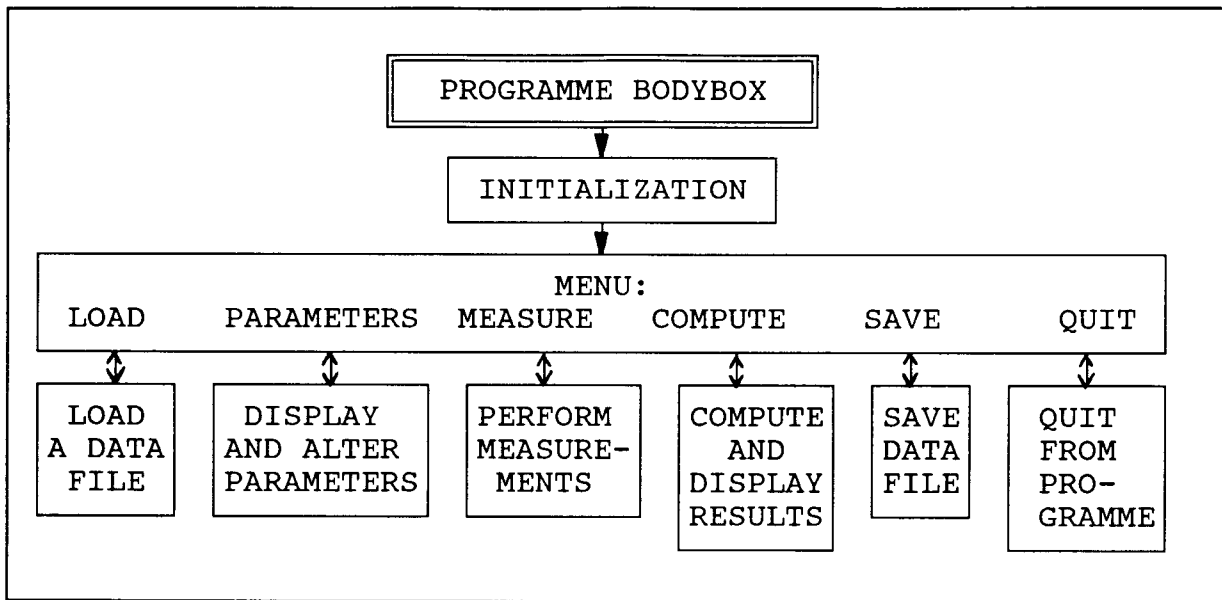 PROGRAMME BODYBOX
INITIALIZATION
MENU:
LOAD PARAMETERS MEASURE COMPUTE SAVE QUIT
LOAD
A DATA
FILE
DISPLAY
AND ALTER
PARAMETERS
PERFORM
MEASURE-
MENTS
COMPUTE
AND
DISPLAY
RESULTS
SAVE
DATA
FILE
QUIT
FROM
PRO-
GRAMME